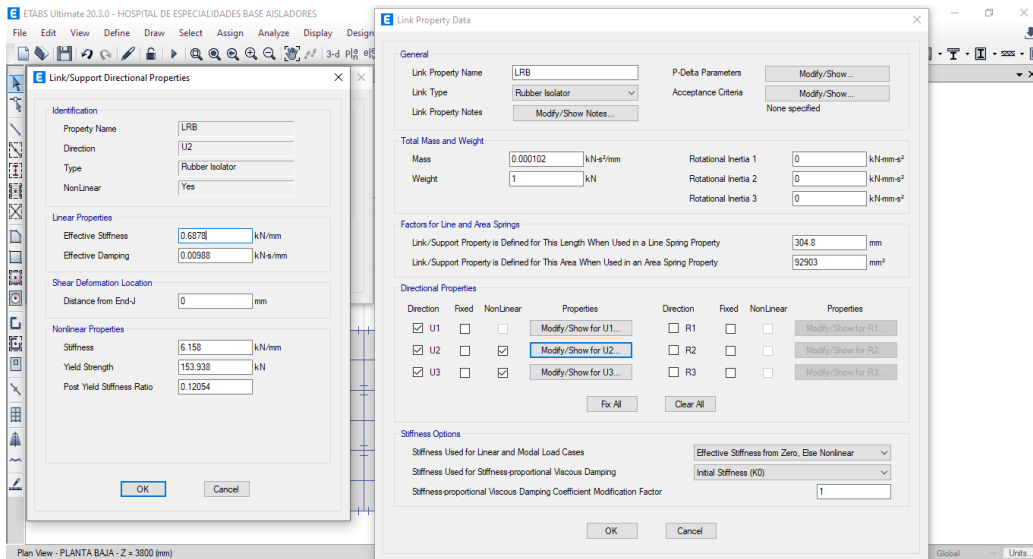 ETABS Ultimate 20.3.0 - HOSPITAL DE ESPECIALIDADES BASE AISLADORES
File Edit View Define Draw Select Assign Analyze Display Design
3-d
Link/Support Directional Properties
Identification
Property Name LRB
Direction U2
Type Rubber Isolator
NonLinear Yes
Linear Properties
Effective Stiffness 0.6878 kN/mm
Effective Damping 0.00988 kN-s/mm
Shear Deformation Location
Distance from End-J 0 mm
Nonlinear Properties
Stiffness 6.158 kN/mm
Yield Strength 153.938 kN
Post Yield Stiffness Ratio 0.12054
OK Cancel
Link Property Data
General
Link Property Name LRB P-Delta Parameters Modify/Show...
Link Type Rubber Isolator Acceptance Criteria Modify/Show...
Link Property Notes Modify/Show Notes... None specified
Total Mass and Weight
Mass 0.000102 kN-s²/mm Rotational Inertia 1 0 kN-mm-s²
Weight 1 kN Rotational Inertia 2 0 kN-mm-s²
Rotational Inertia 3 0 kN-mm-s²
Factors for Line and Area Springs
Link/Support Property is Defined for This Length When Used in a Line Spring Property 304.8 mm
Link/Support Property is Defined for This Area When Used in an Area Spring Property 92903 mm²
Directional Properties
Direction Fixed NonLinear Properties Direction Fixed NonLinear Properties
U1 Modify/Show for U1... R1 Modify/Show for R1...
U2 Modify/Show for U2... R2 Modify/Show for R2...
U3 Modify/Show for U3... R3 Modify/Show for R3...
Fix All Clear All
Stiffness Options
Stiffness Used for Linear and Modal Load Cases Effective Stiffness from Zero, Else Nonlinear
Stiffness Used for Stiffness-proportional Viscous Damping Initial Stiffness (K0)
Stiffness-proportional Viscous Damping Coefficient Modification Factor 1
OK Cancel
Plan View - PLANTA BAJA - Z = 3800 (mm) Global Units...